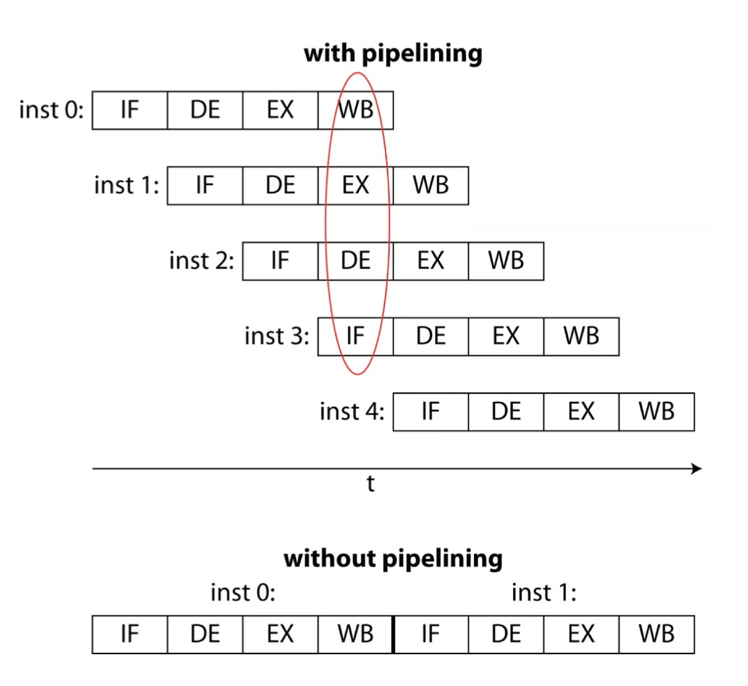 with pipelining
inst 0: IF DE EX WB
inst 1: IF DE EX WB
inst 2: IF DE EX WB
inst 3: IF DE EX WB
inst 4: IF DE EX WB
t
without pipelining
inst 0: inst 1:
IF DE EX WB IF DE EX WB